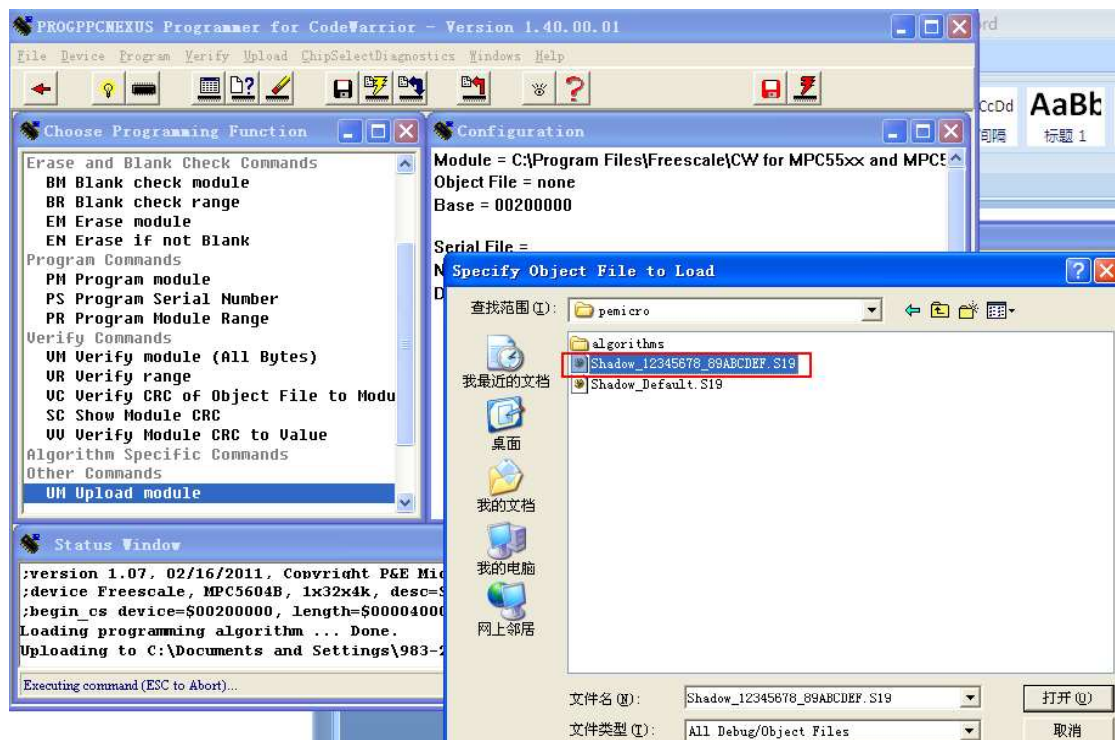 PROGPPCNEXUS Programmer for CodeWarrior - Version 1.40.00.01
File Device Program Verify Upload ChipSelectDiagnostics Windows Help
CcDd
AaBb
间隔
标题 1
Choose Programming Function
Erase and Blank Check Commands
BM Blank check module
BR Blank check range
EM Erase module
EN Erase if not Blank
Program Commands
PM Program module
PS Program Serial Number
PR Program Module Range
Verify Commands
VM Verify module (All Bytes)
VR Verify range
VC Verify CRC of Object File to Modu
SC Show Module CRC
VV Verify Module CRC to Value
Algorithm Specific Commands
Other Commands
UM Upload module
Configuration
Module = C:\Program Files\Freescale\CW for MPC55xx and MPC5
Object File = none
Base = 00200000
Serial File =
N
D
Specify Object File to Load
查找范围(I):
pemicro
algorithms
Shadow_12345678_89ABCDEF.S19
Shadow_Default.S19
我最近的文档
桌面
我的文档
我的电脑
网上邻居
文件名(N):
Shadow_12345678_89ABCDEF.S19
打开(O)
文件类型(T):
All Debug/Object Files
取消
Status Window
;version 1.07, 02/16/2011, Copyright P&E Mic
;device Freescale, MPC5604B, 1x32x4k, desc=S
;begin_cs device=$00200000, length=$00004000
Loading programming algorithm ... Done.
Uploading to C:\Documents and Settings\983-2
Executing command (ESC to Abort)...